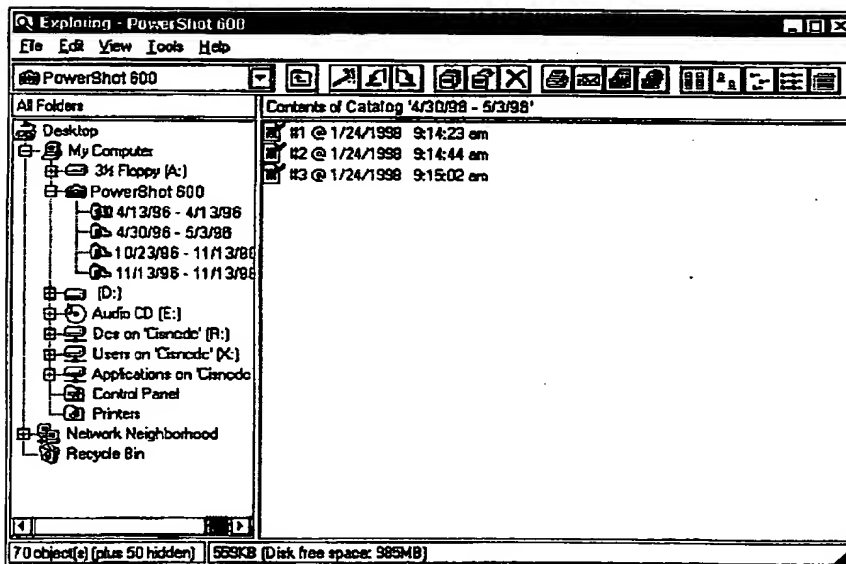 Exploring - PowerShot 600
File Edit View Tools Help
PowerShot 600
All Folders
Contents of Catalog '4/30/98 - 5/3/98'
Desktop
My Computer
3½ Floppy (A:)
PowerShot 600
4/13/96 - 4/13/96
4/30/96 - 5/3/96
10/23/96 - 11/13/96
11/13/96 - 11/13/96
(D:)
Audio CD (E:)
Dcs on 'Cisnode' (R:)
Users on 'Cisnode' (X:)
Applications on 'Cisnode
Control Panel
Printers
Network Neighborhood
Recycle Bin
#1 @ 1/24/1998 9:14:23 am
#2 @ 1/24/1998 9:14:44 am
#3 @ 1/24/1998 9:15:02 am
70 object(s) (plus 50 hidden)
559KB (Disk free space: 985MB)